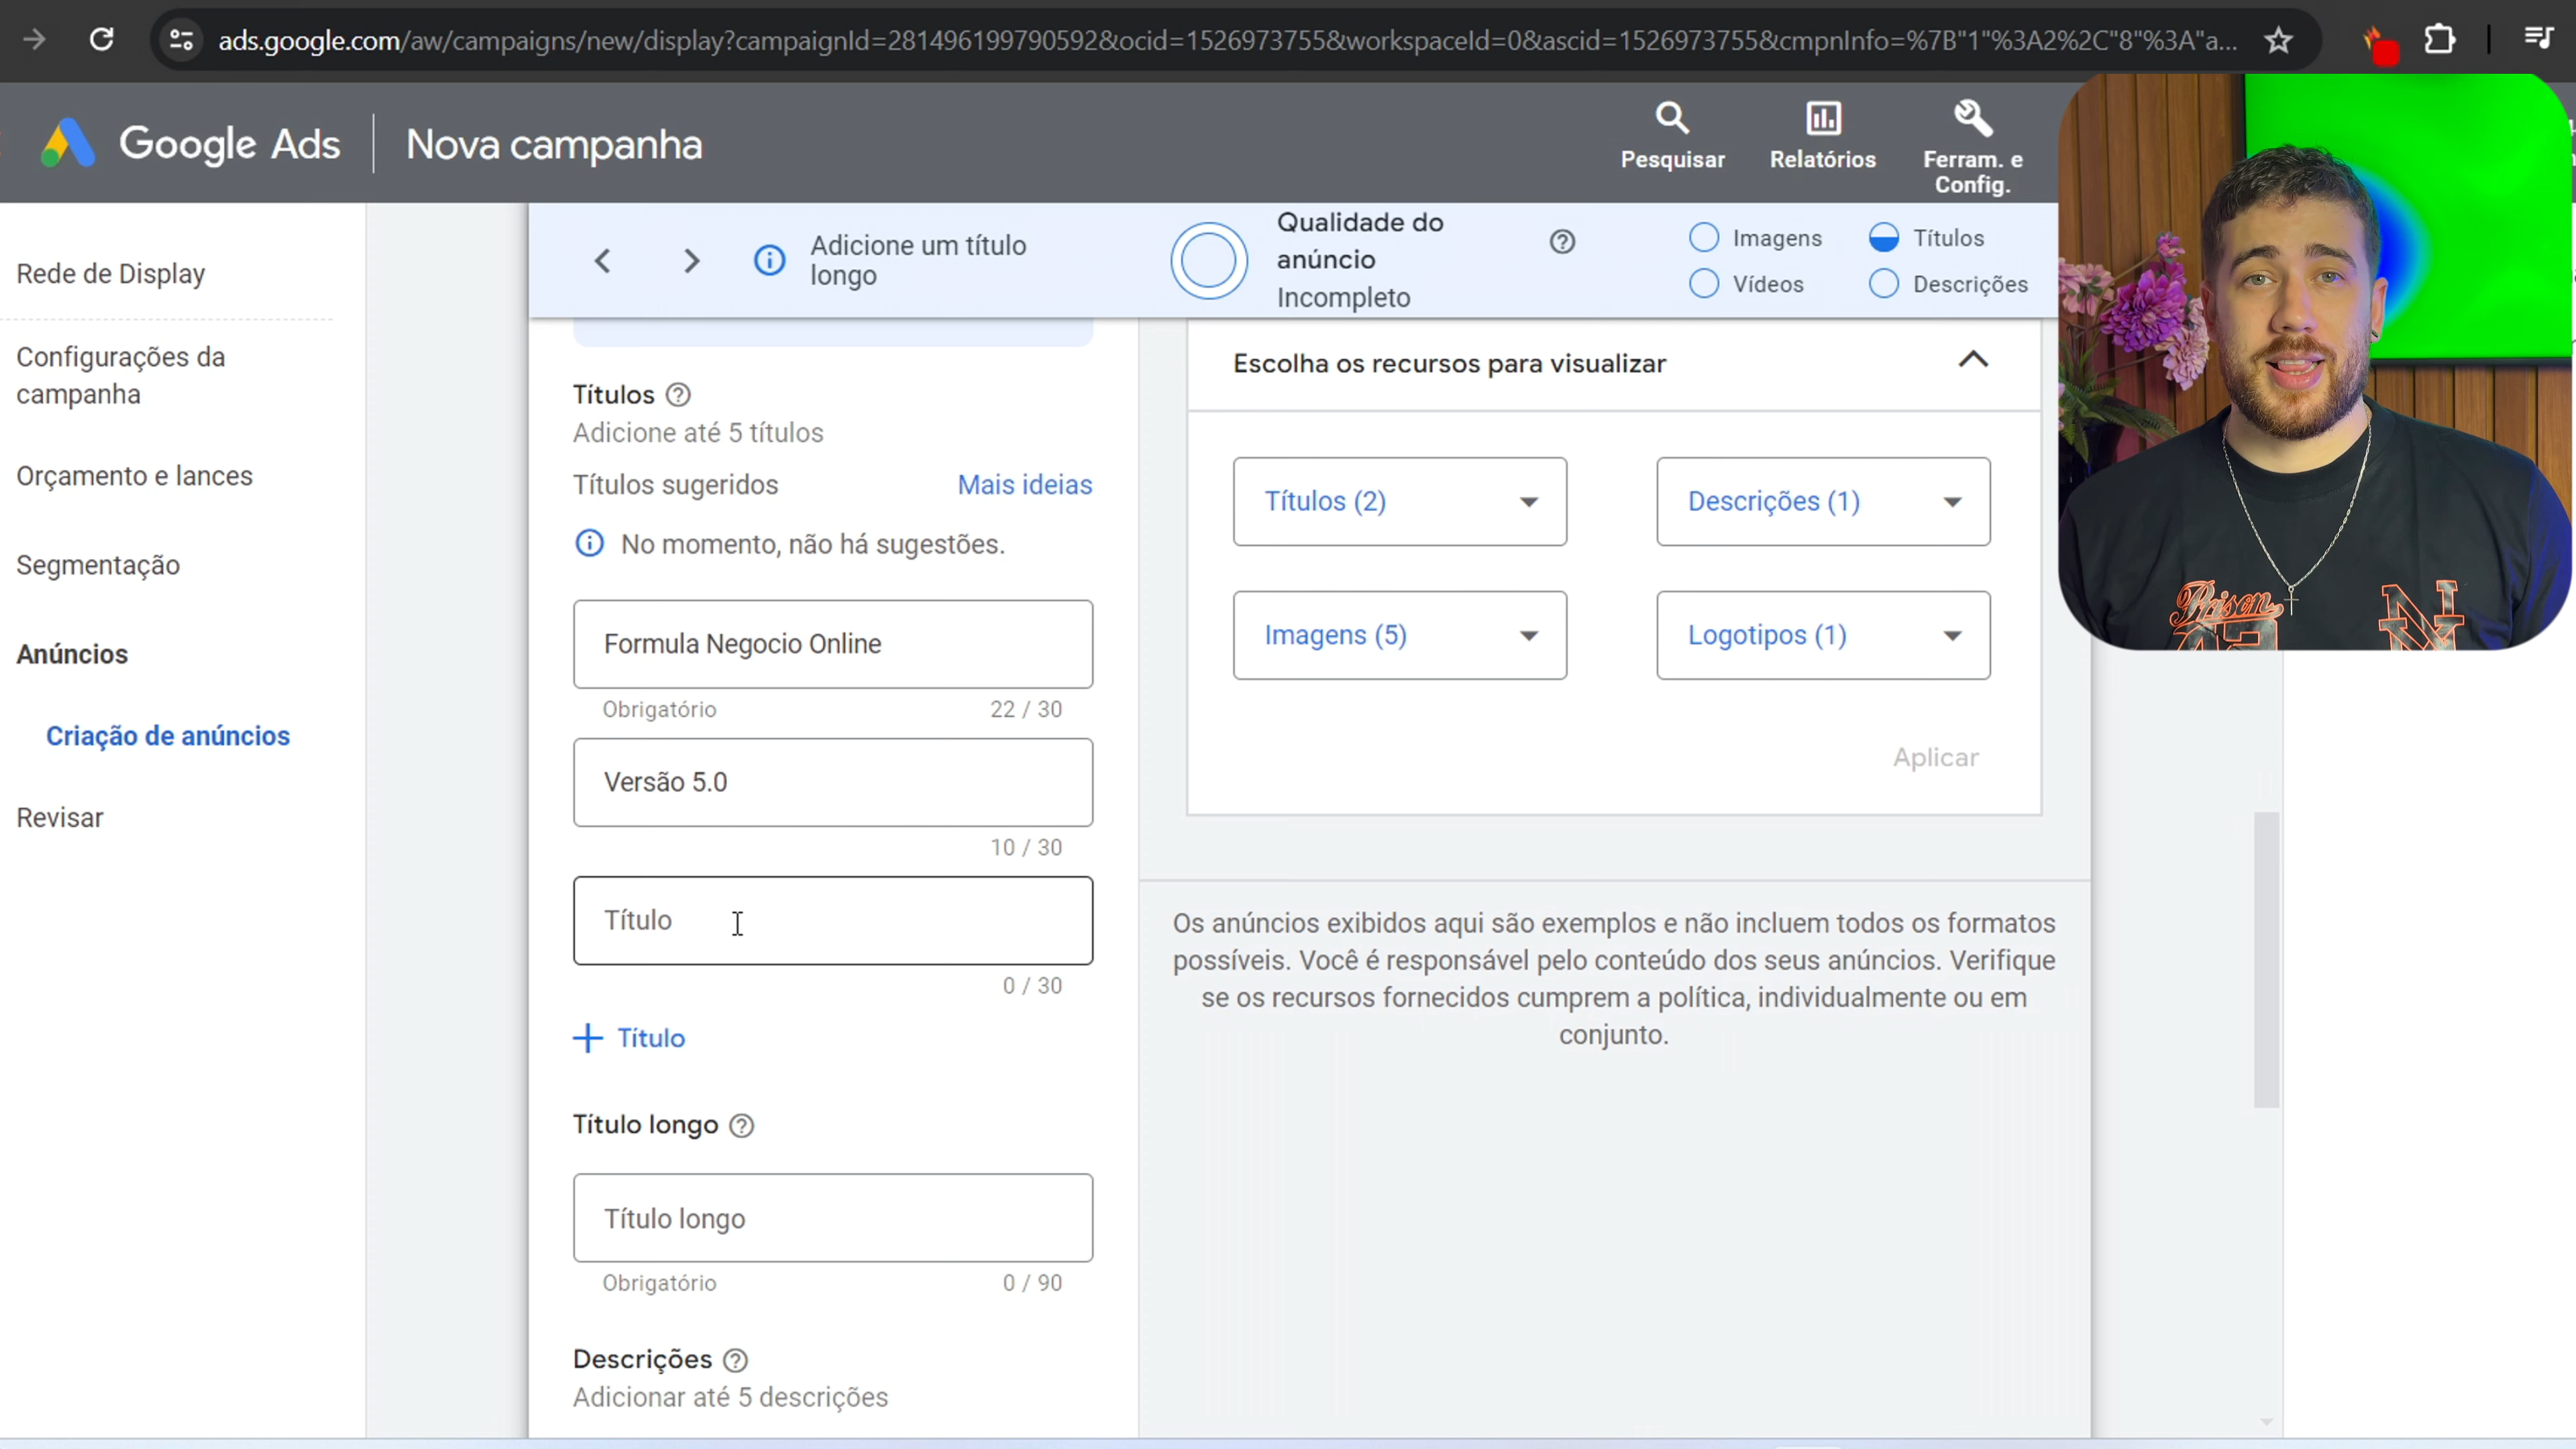 ads.google.com/aw/campaigns/new/display?campaignId=281496199790592&ocid=1526973755&workspaceId=0&ascid=1526973755&cmpnInfo=%7B"1"%3A2%2C"8"%3A"a...
Google Ads
Nova campanha
Pesquisar
Relatórios
Ferram. e
Config.
Rede de Display
Configurações da
campanha
Orçamento e lances
Segmentação
Anúncios
Criação de anúncios
Revisar
Adicione um título
longo
Qualidade do
anúncio
Incompleto
Imagens
Títulos
Vídeos
Descrições
Títulos
Adicione até 5 títulos
Títulos sugeridos
Mais ideias
No momento, não há sugestões.
Formula Negocio Online
Obrigatório
22 / 30
Versão 5.0
10 / 30
Título
0 / 30
+ Título
Título longo
Título longo
Obrigatório
0 / 90
Descrições
Adicionar até 5 descrições
Escolha os recursos para visualizar
Títulos (2)
Descrições (1)
Imagens (5)
Logotipos (1)
Aplicar
Os anúncios exibidos aqui são exemplos e não incluem todos os formatos
possíveis. Você é responsável pelo conteúdo dos seus anúncios. Verifique
se os recursos fornecidos cumprem a política, individualmente ou em
conjunto.
Prison